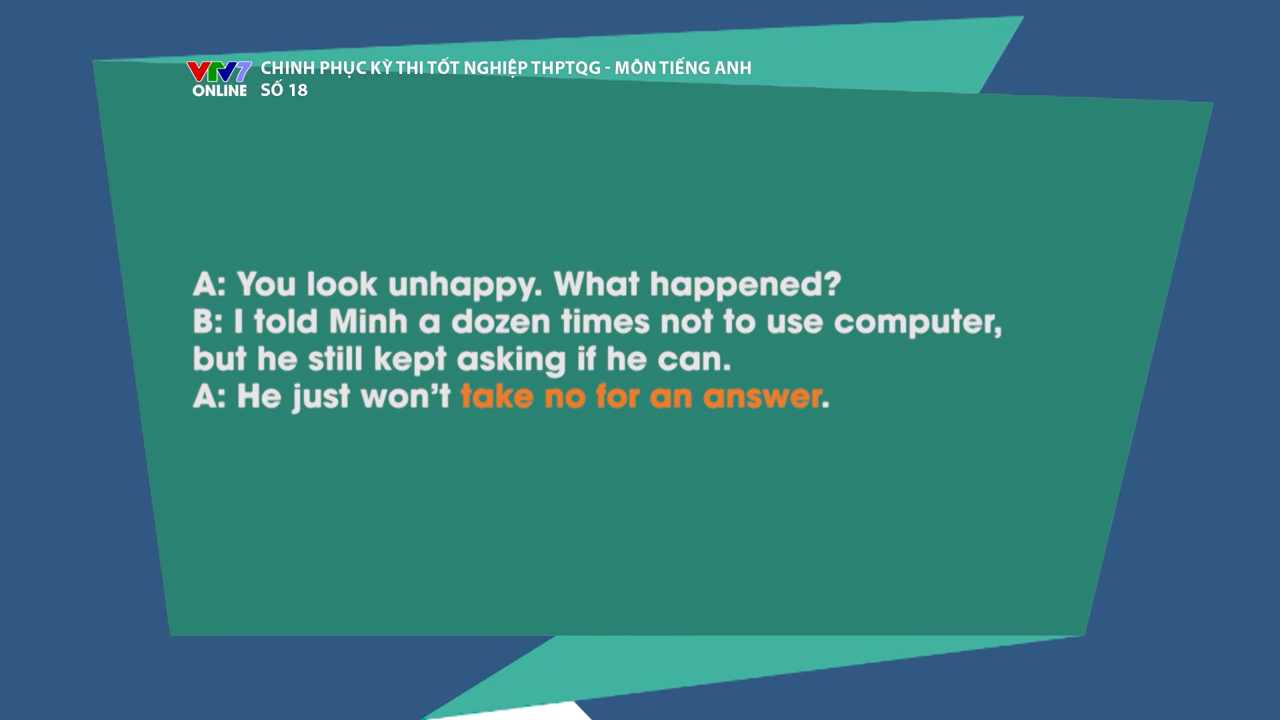 VTV7
ONLINE
CHINH PHỤC KỲ THI TỐT NGHIỆP THPTQG - MÔN TIẾNG ANH
SỐ 18
A: You look unhappy. What happened?
B: I told Minh a dozen times not to use computer,
but he still kept asking if he can.
A: He just won't take no for an answer.